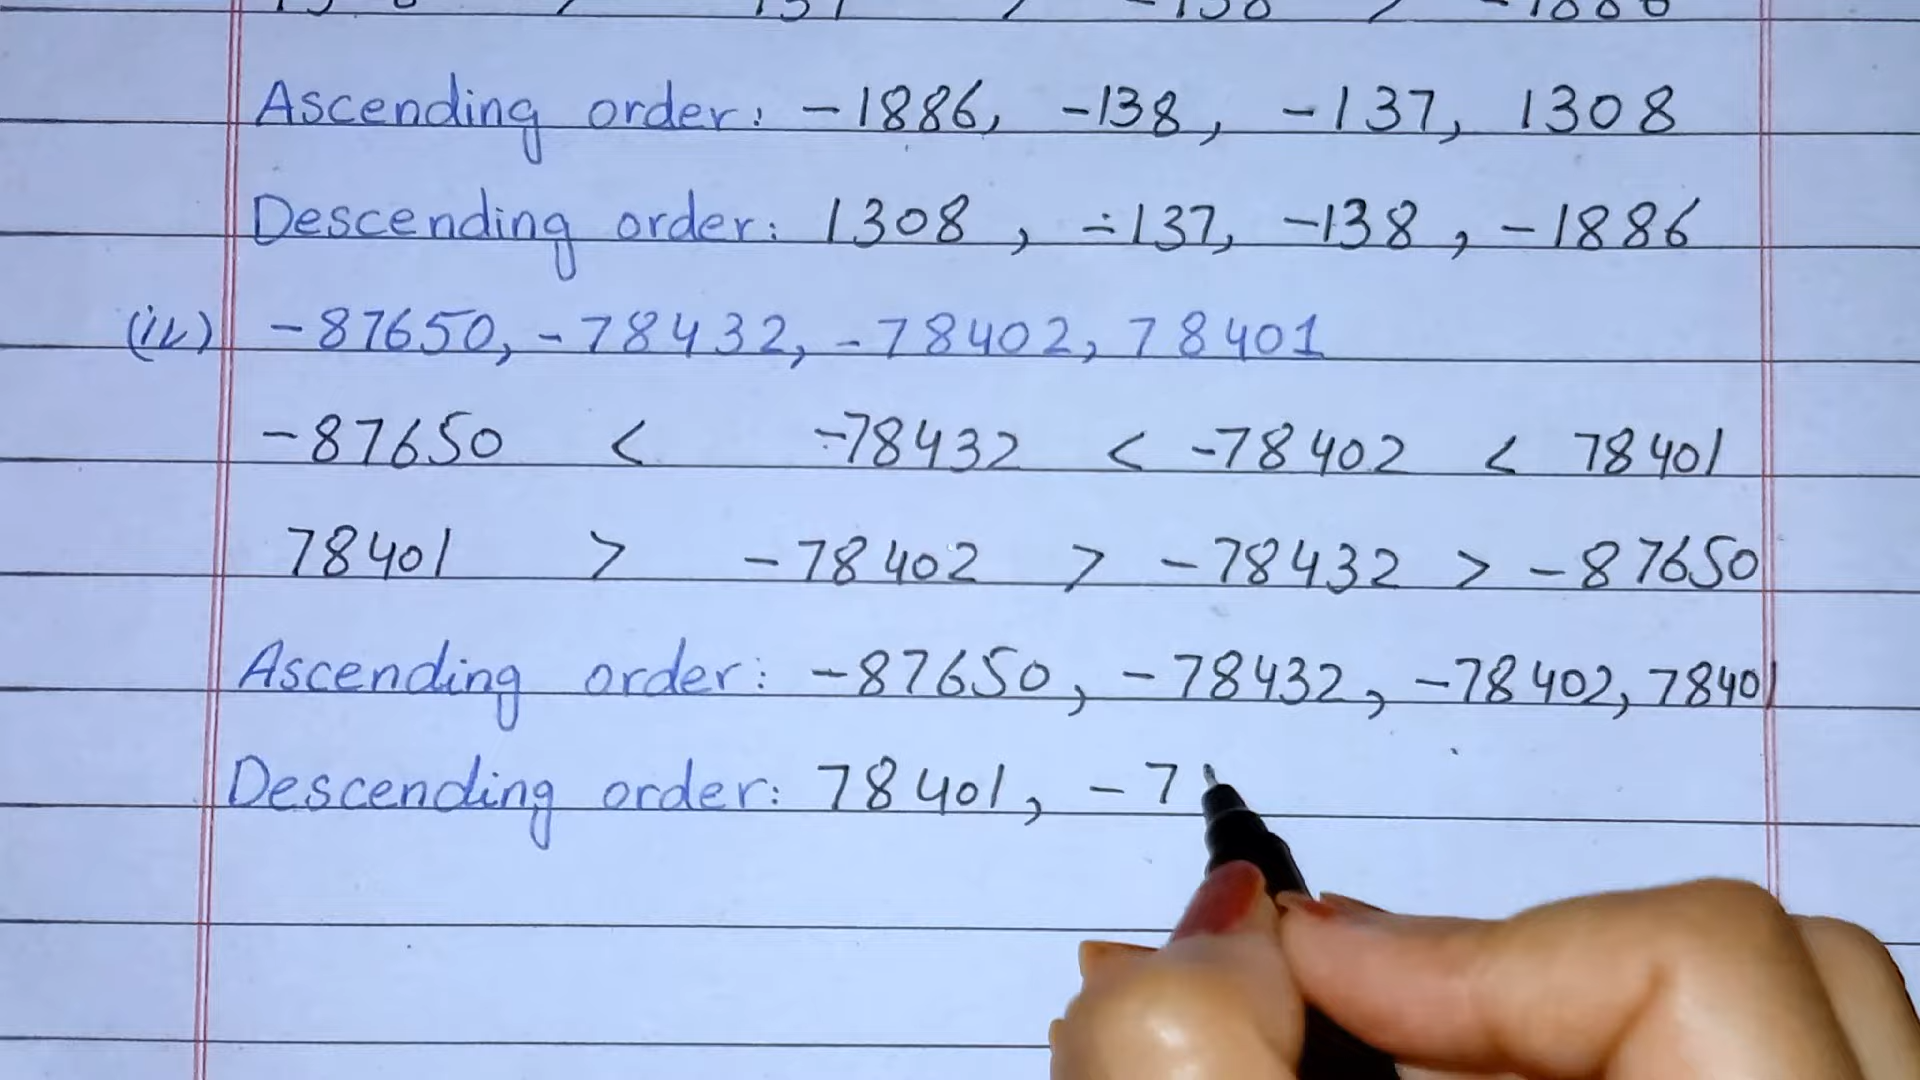 Ascending order: -1886, -138, -137, 1308
Descending order: 1308, -137, -138, -1886
(iv) -87650, -78432, -78402, 78401
-87650 < -78432 < -78402 < 78401
78401 > -78402 > -78432 > -87650
Ascending order: -87650, -78432, -78402, 78401
Descending order: 78401, -7